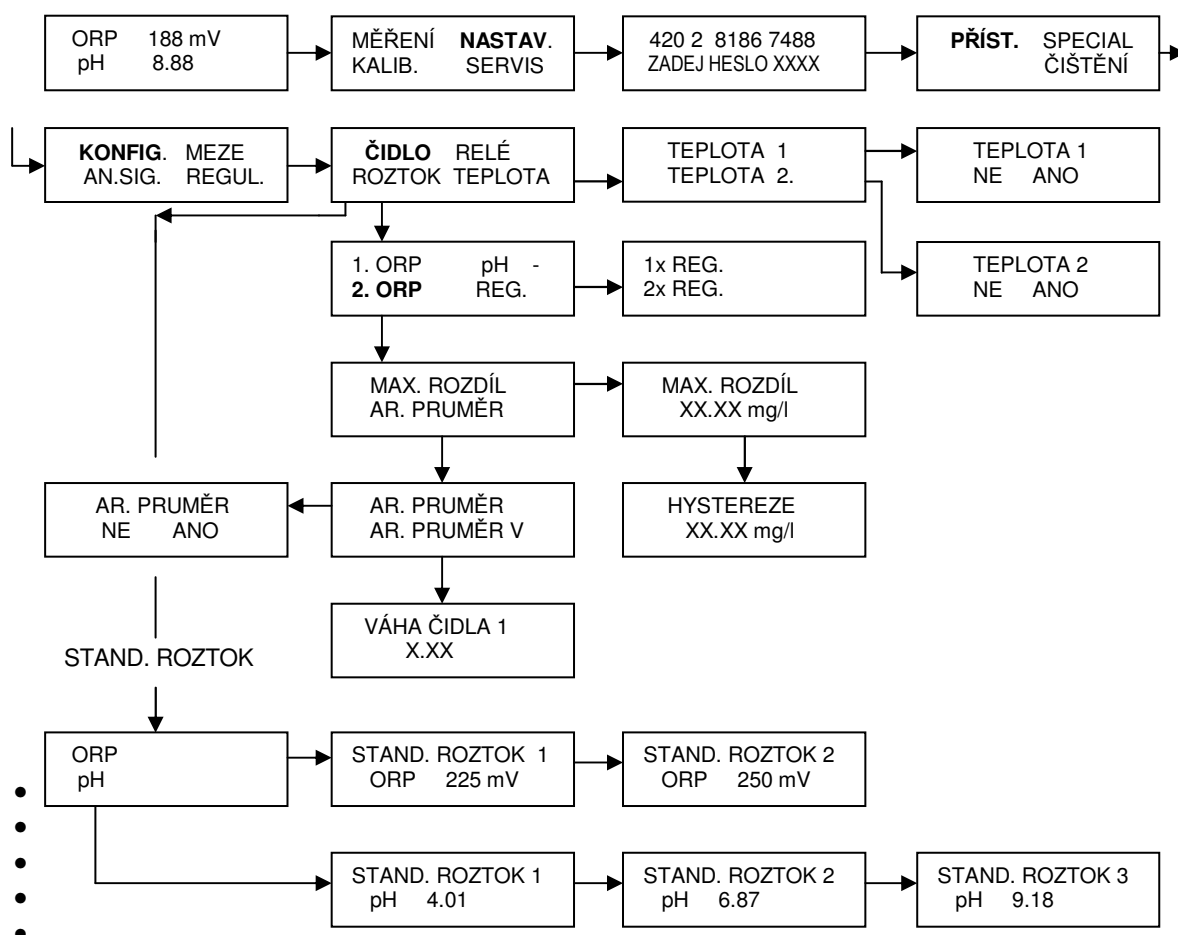 ORP 188 mV
pH 8.88
MĚŘENÍ NASTAV.
KALIB. SERVIS
420 2 8186 7488
ZADEJ HESLO XXXX
PŘÍST. SPECIAL
ČIŠTĚNÍ
KONFIG. MEZE
AN.SIG. REGUL.
ČIDLO RELÉ
ROZTOK TEPLOTA
TEPLOTA 1
TEPLOTA 2.
TEPLOTA 1
NE ANO
1. ORP pH -
2. ORP REG.
1x REG.
2x REG.
TEPLOTA 2
NE ANO
MAX. ROZDÍL
AR. PRUMĚR
MAX. ROZDÍL
XX.XX mg/l
AR. PRUMĚR
NE ANO
AR. PRUMĚR
AR. PRUMĚR V
HYSTEREZE
XX.XX mg/l
VÁHA ČIDLA 1
X.XX
STAND. ROZTOK
ORP
pH
STAND. ROZTOK 1
ORP 225 mV
STAND. ROZTOK 2
ORP 250 mV
STAND. ROZTOK 1
pH 4.01
STAND. ROZTOK 2
pH 6.87
STAND. ROZTOK 3
pH 9.18